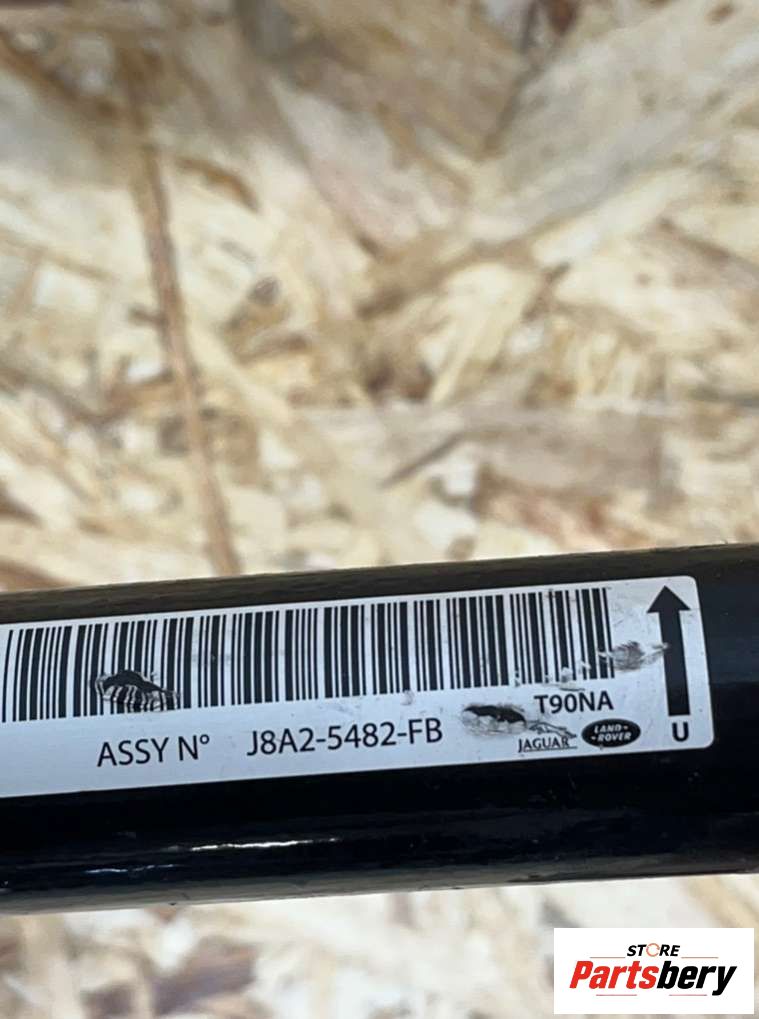 T90NA
ASSY N° J8A2-5482-FB
JAGUAR
LAND-
-ROVER
U
STORE
Partsbery